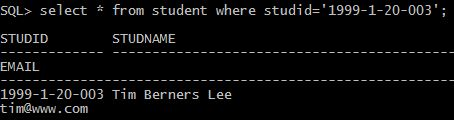 SQL> select * from student where studid='1999-1-20-003';
STUDID STUDNAME
------------- ----------------------------------------
EMAIL
--------------------------------------------------------
1999-1-20-003 Tim Berners Lee
tim@www.com